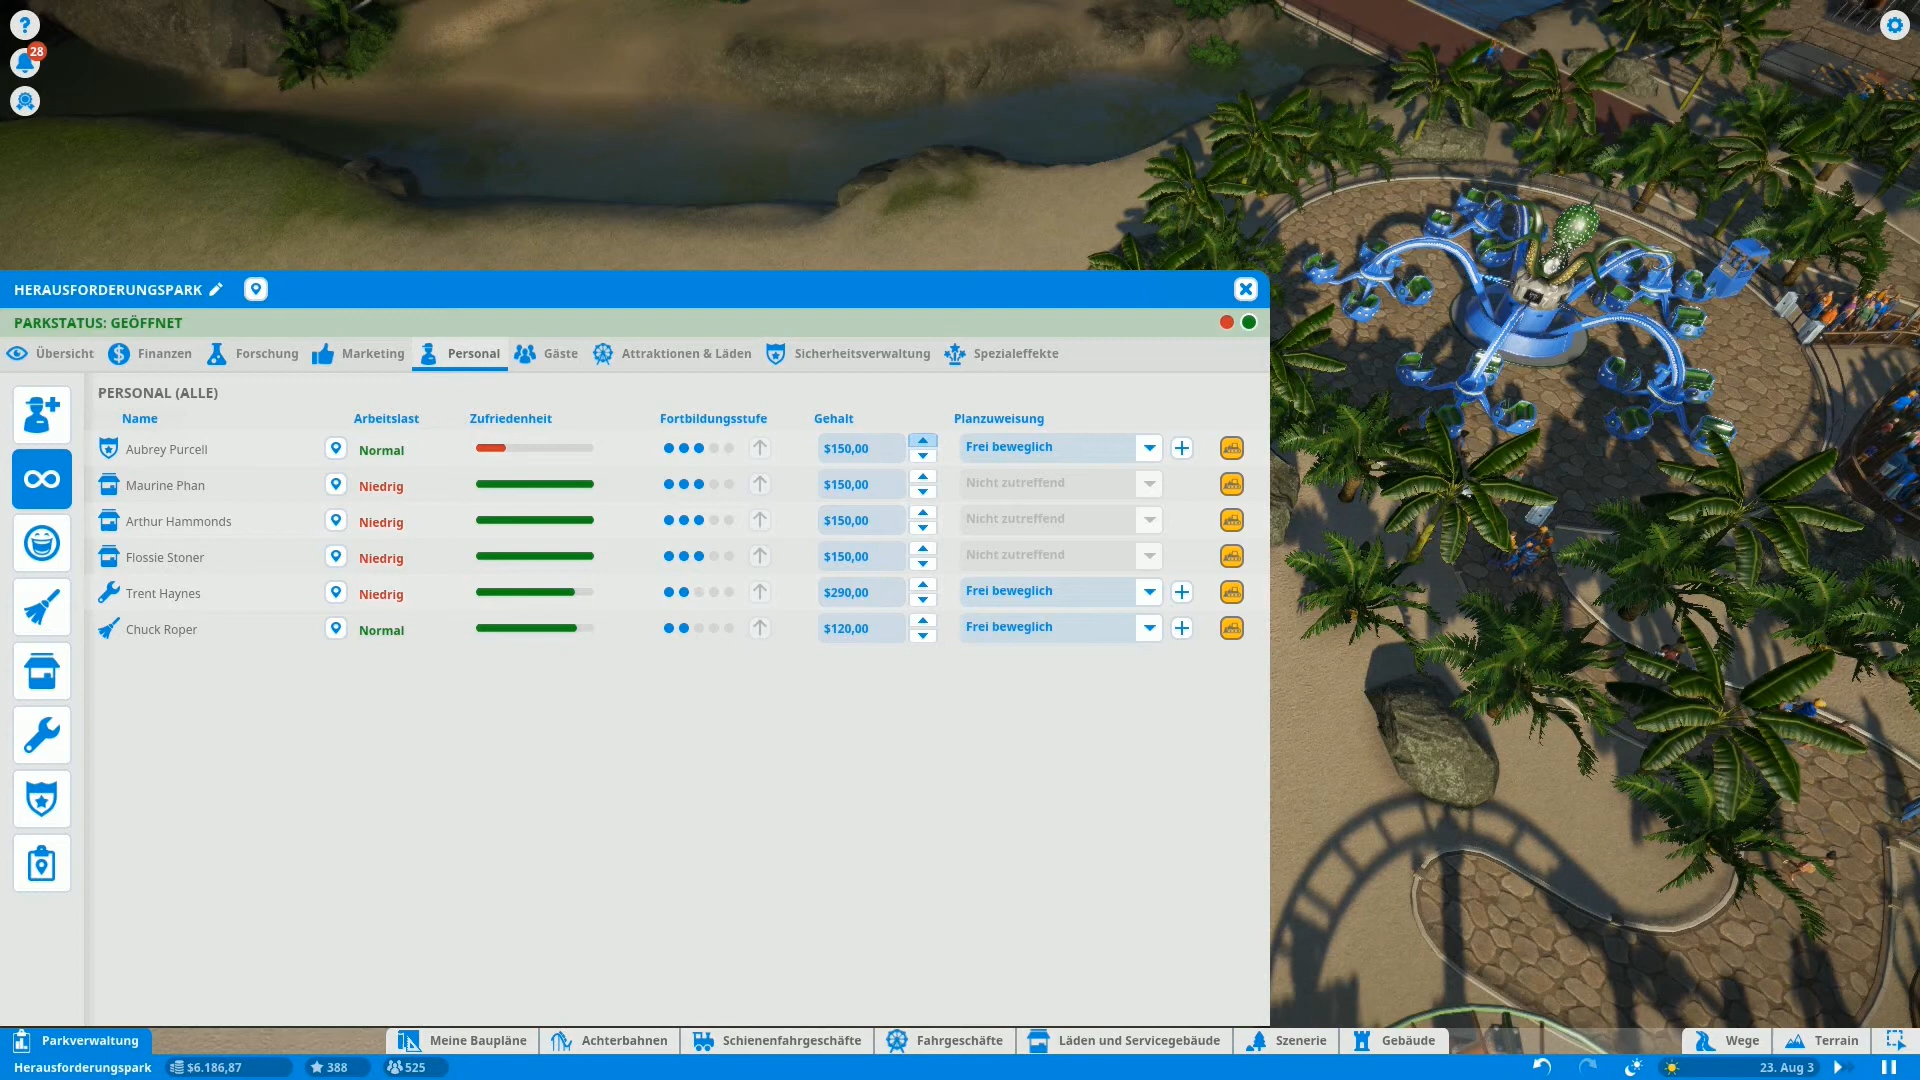 ?
28
HERAUSFORDERUNGSPARK
PARKSTATUS: GEÖFFNET
Übersicht Finanzen Forschung Marketing Personal Gäste Attraktionen & Läden Sicherheitsverwaltung Spezialeffekte
PERSONAL (ALLE)
Name Arbeitslast Zufriedenheit Fortbildungsstufe Gehalt Planzuweisung
Aubrey Purcell Normal $150,00 Frei beweglich
Maurine Phan Niedrig $150,00 Nicht zutreffend
Arthur Hammonds Niedrig $150,00 Nicht zutreffend
Flossie Stoner Niedrig $150,00 Nicht zutreffend
Trent Haynes Niedrig $290,00 Frei beweglich
Chuck Roper Normal $120,00 Frei beweglich
Parkverwaltung Meine Baupläne Achterbahnen Schienenfahrgeschäfte Fahrgeschäfte Läden und Servicegebäude Szenerie Gebäude Wege Terrain
Herausforderungspark $6.186,87 388 525 23. Aug 3